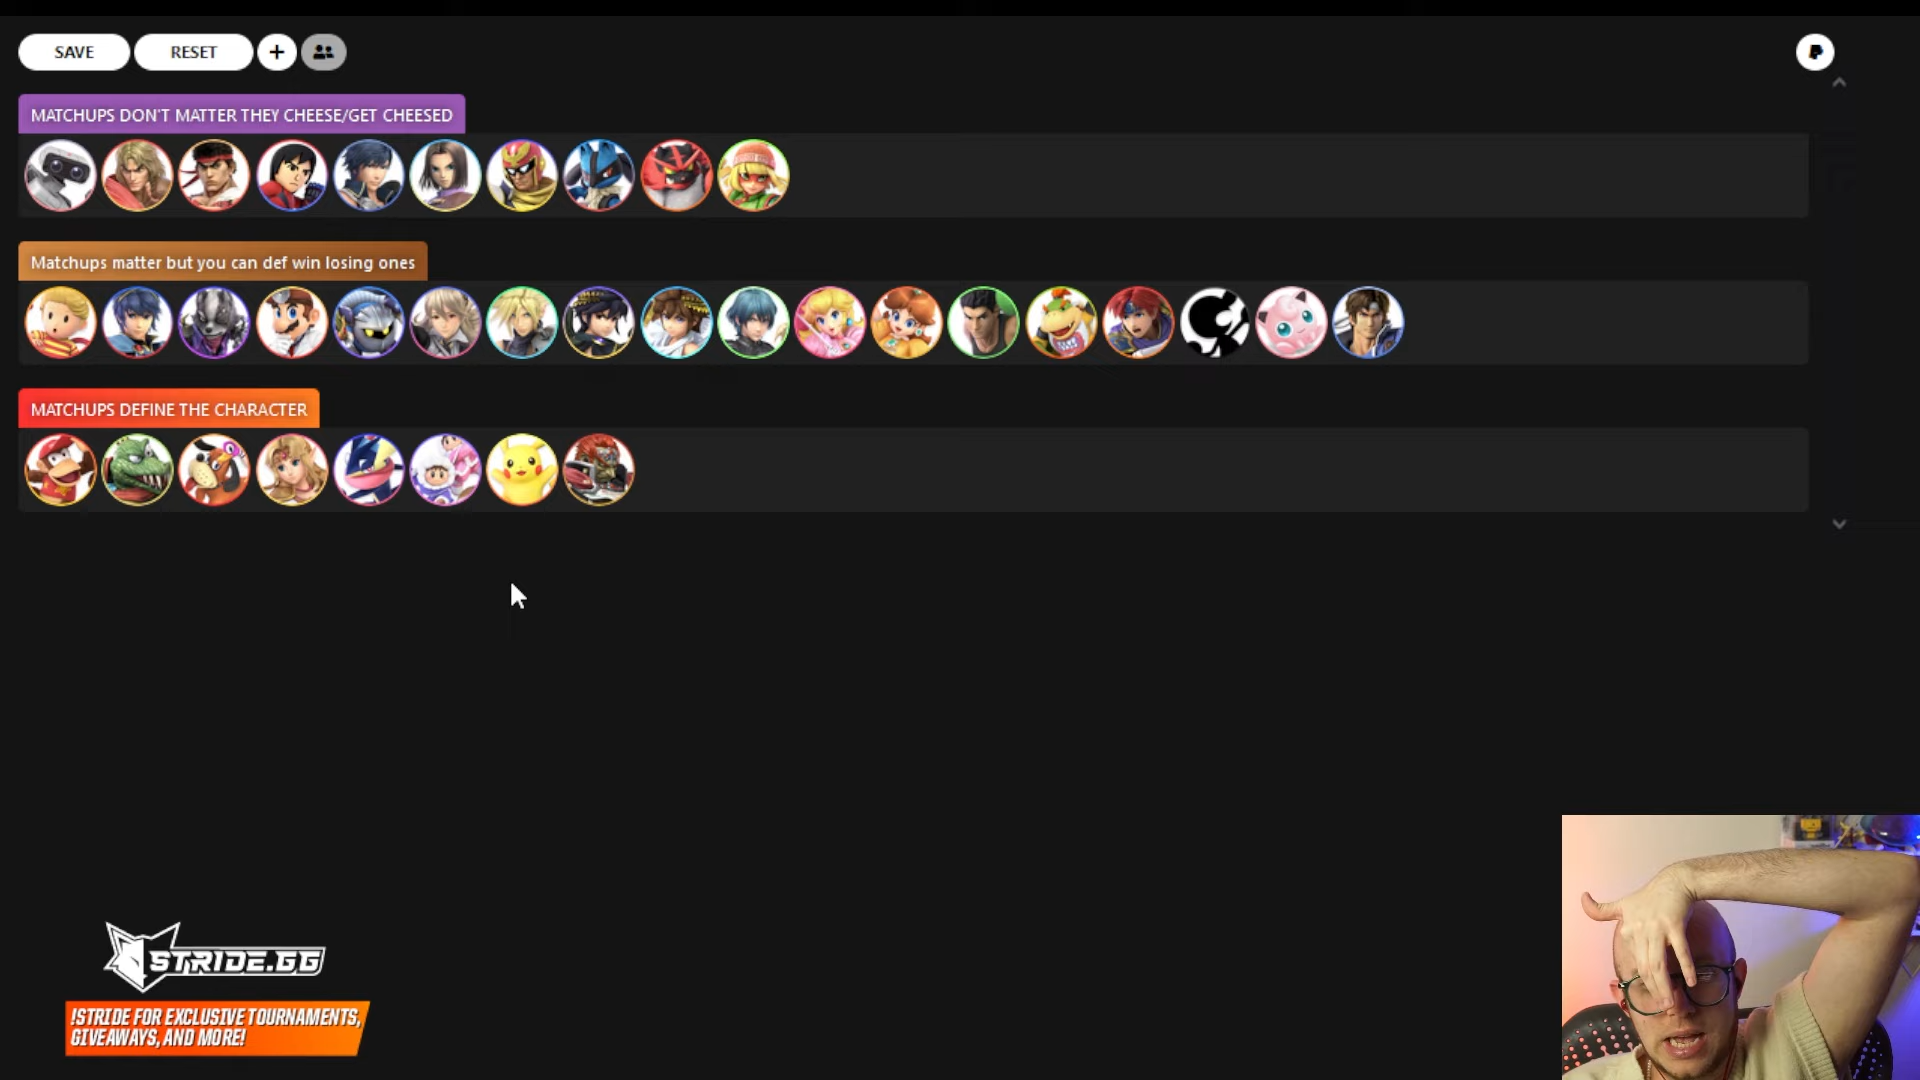 SAVE RESET +
MATCHUPS DON'T MATTER THEY CHEESE/GET CHEESED
Matchups matter but you can def win losing ones
MATCHUPS DEFINE THE CHARACTER
STRIDE.GG
!STRIDE FOR EXCLUSIVE TOURNAMENTS,
GIVEAWAYS, AND MORE!